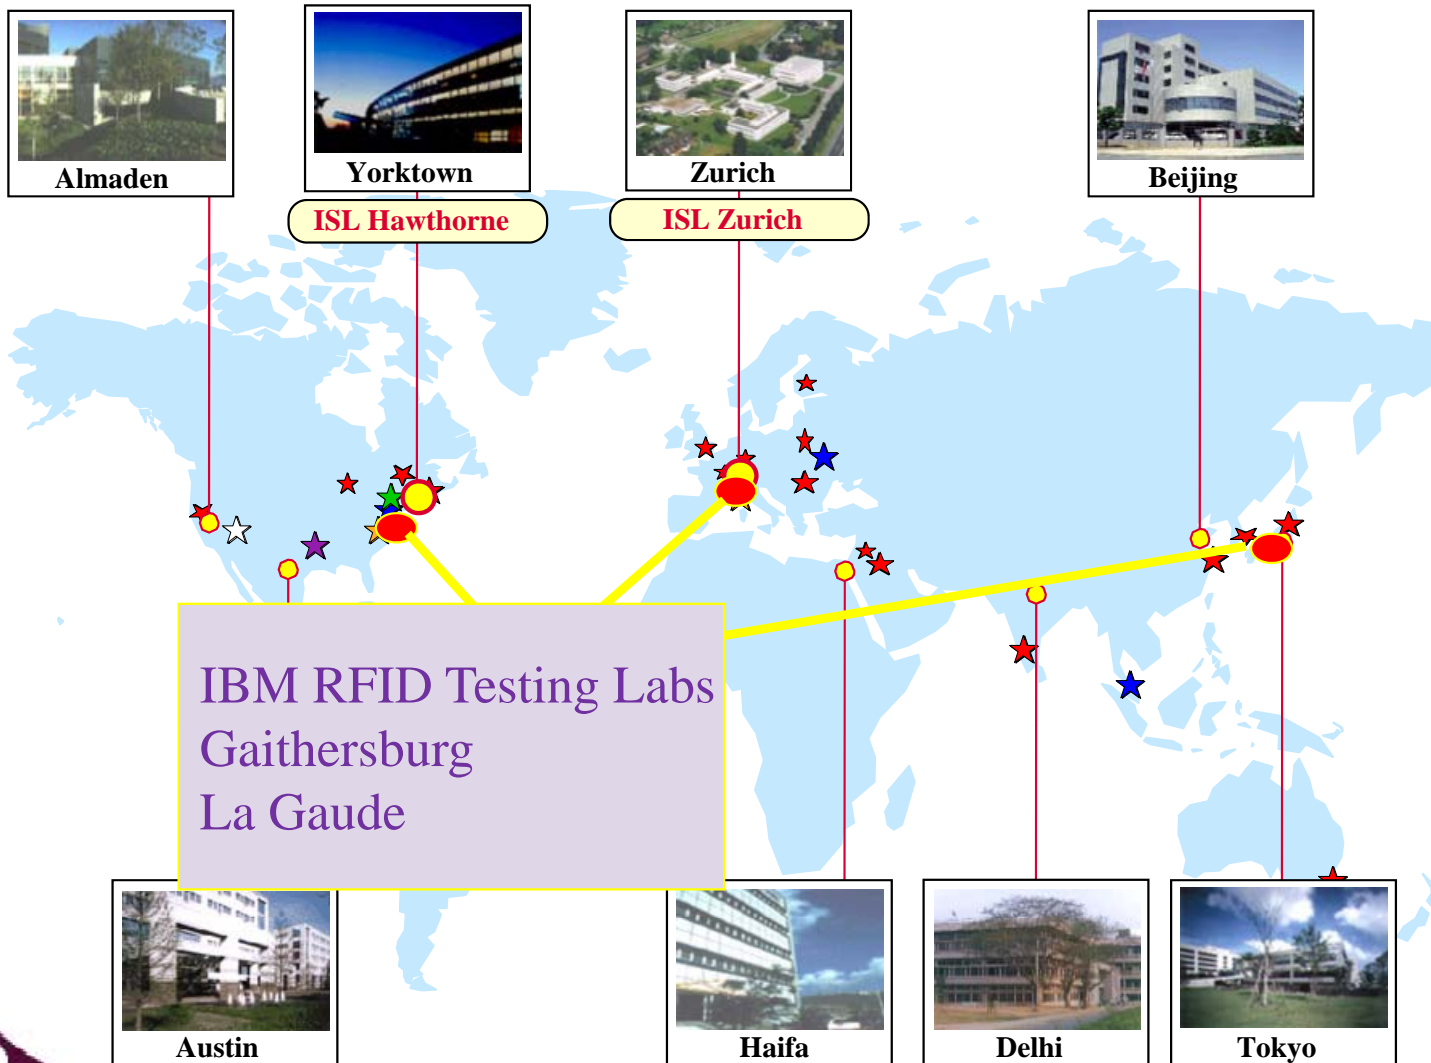 Almaden
Yorktown
Zurich
Beijing
ISL Hawthorne
ISL Zurich
IBM RFID Testing Labs
Gaithersburg
La Gaude
Austin
Haifa
Delhi
Tokyo